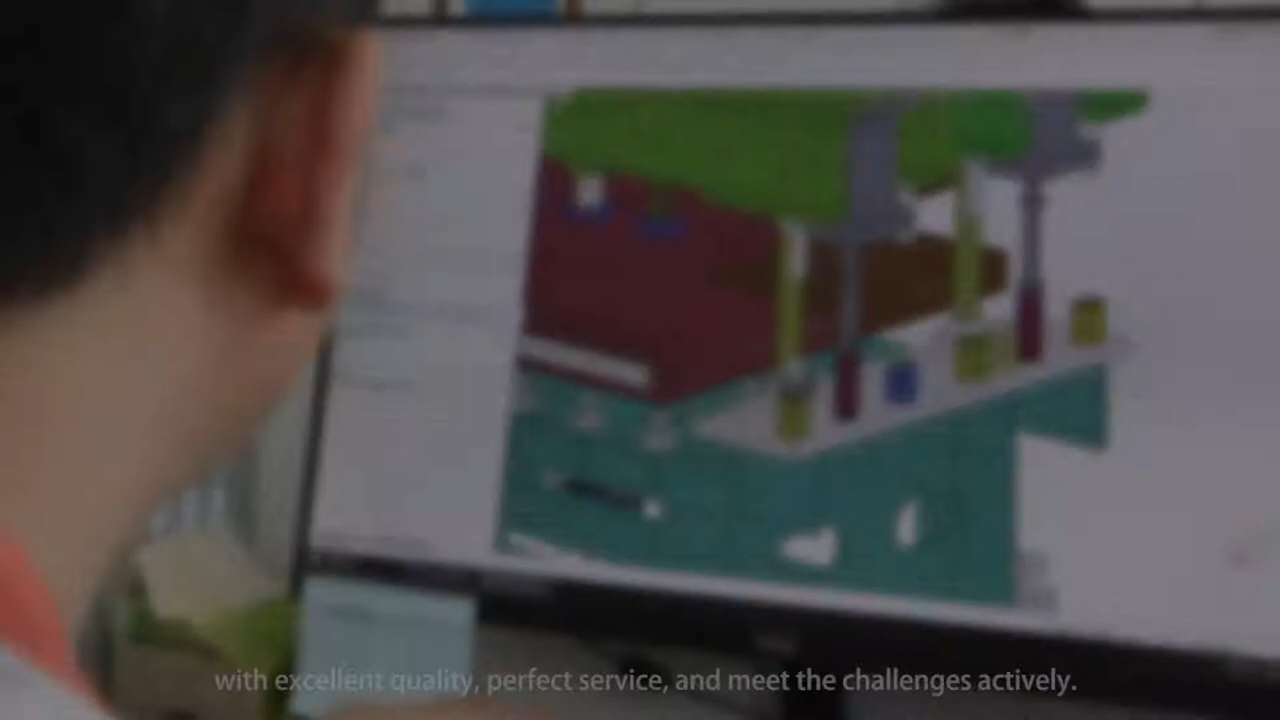 with excellent quality, perfect service, and meet the challenges actively.